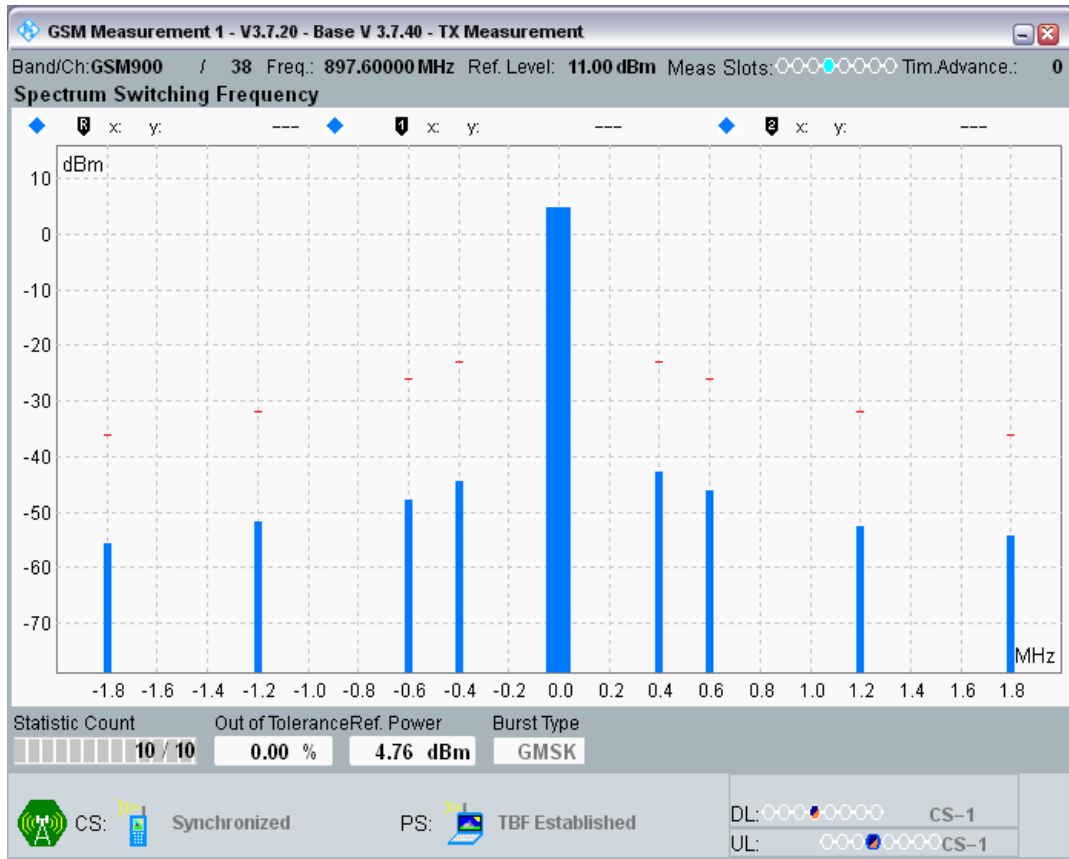 GSM Measurement 1 - V3.7.20 - Base V 3.7.40 - TX Measurement
Band/Ch:GSM900 / 38 Freq.: 897.60000 MHz Ref. Level: 11.00 dBm Meas Slots: Tim.Advance.: 0
Spectrum Switching Frequency
R x: y: --- 1 x: y: --- 2 x: y: ---
dBm
10
0
-10
-20
-30
-40
-50
-60
-70
MHz
-1.8 -1.6 -1.4 -1.2 -1.0 -0.8 -0.6 -0.4 -0.2 0.0 0.2 0.4 0.6 0.8 1.0 1.2 1.4 1.6 1.8
Statistic Count Out of Tolerance Ref. Power Burst Type
10 / 10 0.00 % 4.76 dBm GMSK
CS: Synchronized PS: TBF Established
DL: CS-1
UL: CS-1